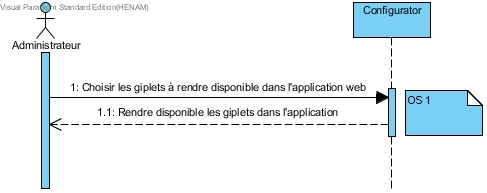 Visual Paradigm Standard Edition(HENAM)
Configurator
Administrateur
1: Choisir les giplets à rendre disponible dans l'application web
OS 1
1.1: Rendre disponible les giplets dans l'application